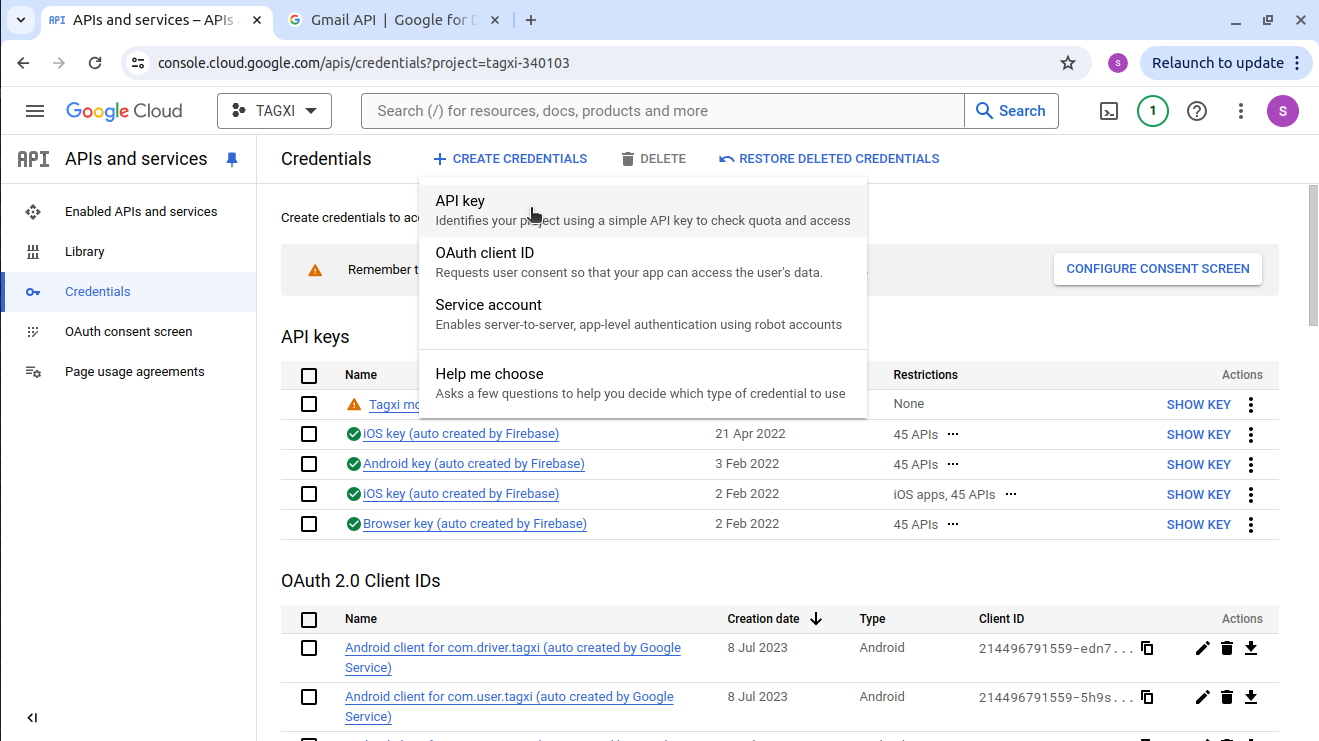 API APIs and services – APIs
Gmail API | Google for D
console.cloud.google.com/apis/credentials?project=tagxi-340103
S
Relaunch to update
Google Cloud
TAGXI
Search (/) for resources, docs, products and more
Search
1
S
API APIs and services
Credentials
CREATE CREDENTIALS
DELETE
RESTORE DELETED CREDENTIALS
Enabled APIs and services
Library
Credentials
OAuth consent screen
Page usage agreements
Create credentials to acc
API key
Identifies your project using a simple API key to check quota and access
OAuth client ID
Requests user consent so that your app can access the user's data.
Service account
Enables server-to-server, app-level authentication using robot accounts
Help me choose
Asks a few questions to help you decide which type of credential to use
Remember t
CONFIGURE CONSENT SCREEN
API keys
Name Restrictions Actions
Tagxi mo None SHOW KEY
iOS key (auto created by Firebase) 21 Apr 2022 45 APIs ... SHOW KEY
Android key (auto created by Firebase) 3 Feb 2022 45 APIs ... SHOW KEY
iOS key (auto created by Firebase) 2 Feb 2022 iOS apps, 45 APIs ... SHOW KEY
Browser key (auto created by Firebase) 2 Feb 2022 45 APIs ... SHOW KEY
OAuth 2.0 Client IDs
Name Creation date Type Client ID Actions
Android client for com.driver.tagxi (auto created by Google 8 Jul 2023 Android 214496791559-edn7...
Service)
Android client for com.user.tagxi (auto created by Google 8 Jul 2023 Android 214496791559-5h9s...
Service)